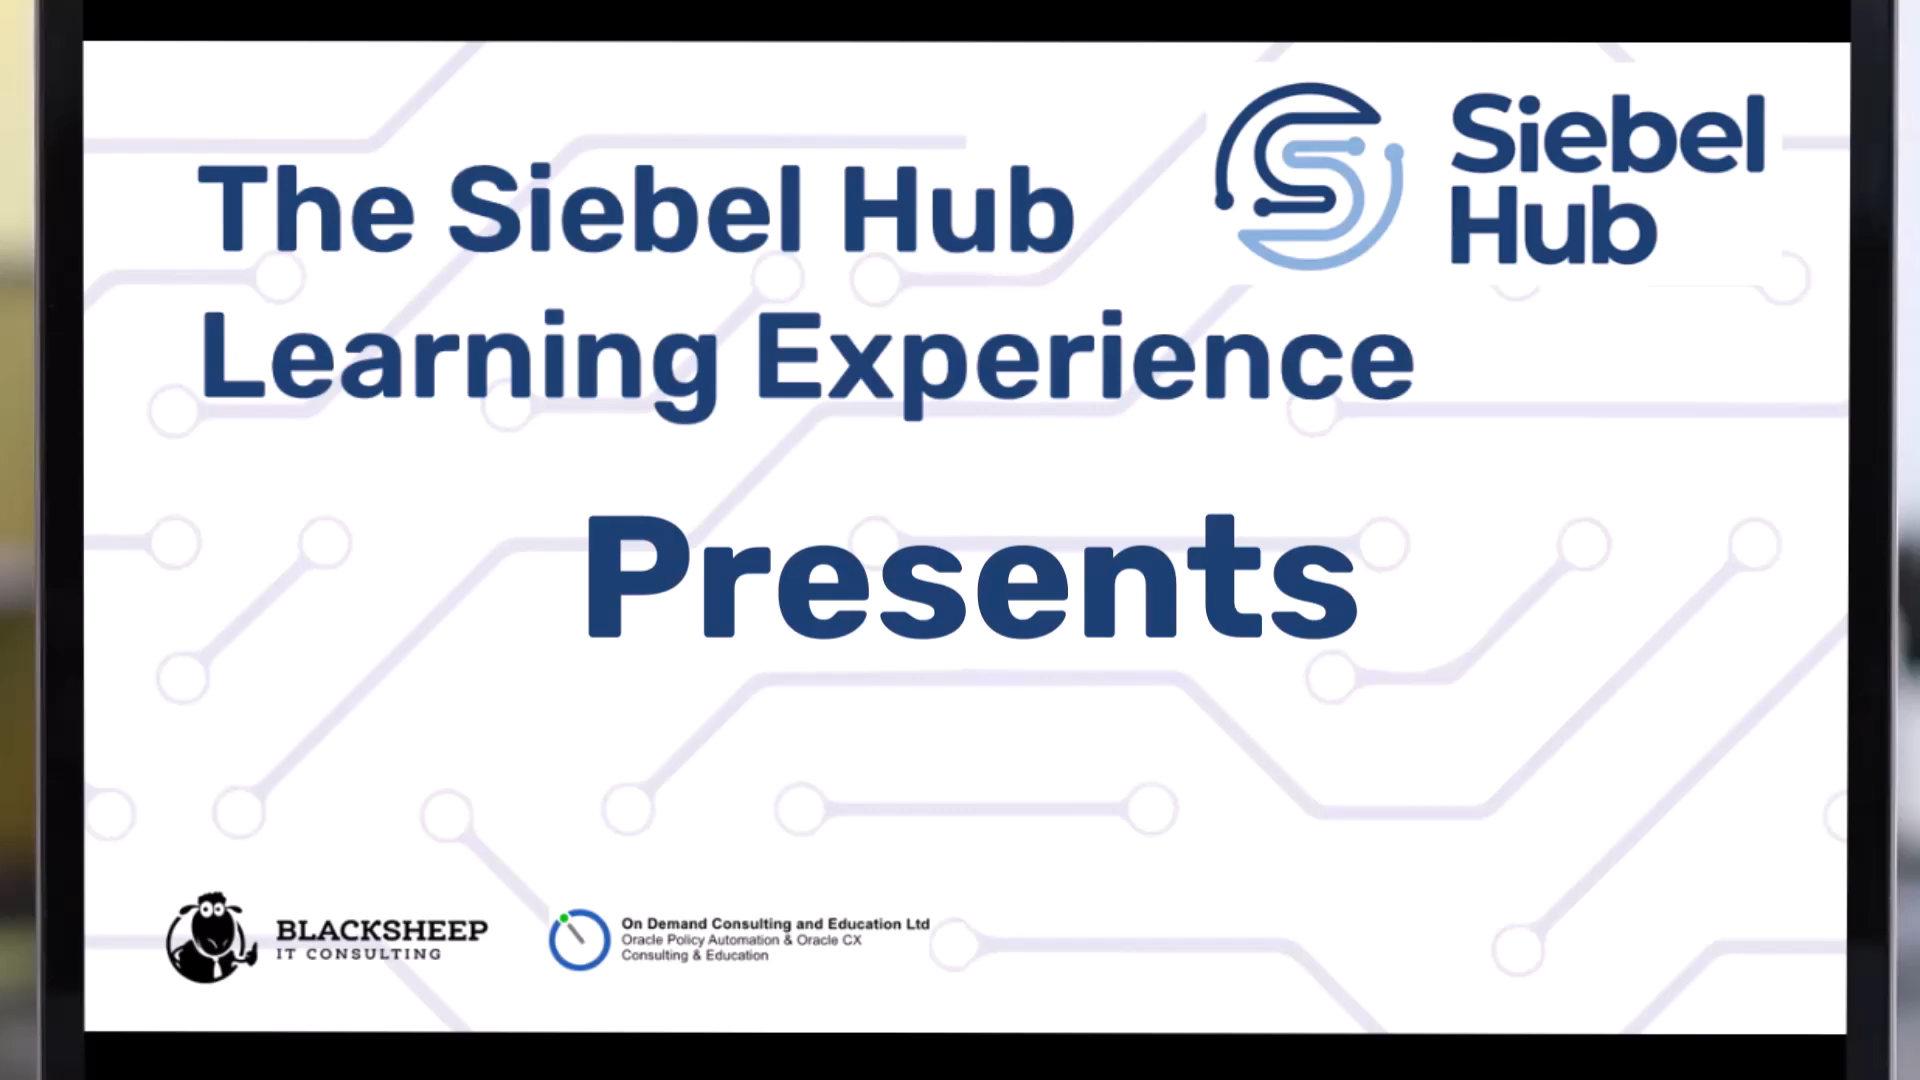 The Siebel Hub
Learning Experience
Siebel
Hub
Presents
BLACKSHEEP
IT CONSULTING
On Demand Consulting and Education Ltd
Oracle Policy Automation & Oracle CX
Consulting & Education